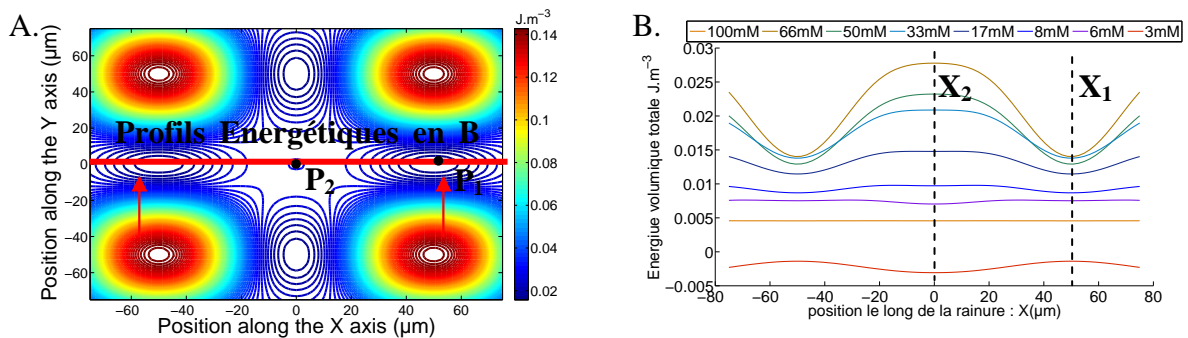 A.
J.m⁻³
Position along the Y axis (µm)
60
40
20
0
−20
−40
−60
Profils Energétiques en B
P₂
P₁
−60 −40 −20 0 20 40 60
Position along the X axis (µm)
0.14
0.12
0.1
0.08
0.06
0.04
0.02
B.
100mM 66mM 50mM 33mM 17mM 8mM 6mM 3mM
Energiue volumique totale J.m⁻³
0.03
0.025
0.02
0.015
0.01
0.005
0
−0.005
X₂
X₁
−80 −60 −40 −20 0 20 40 60 80
position le long de la rainure : X(µm)